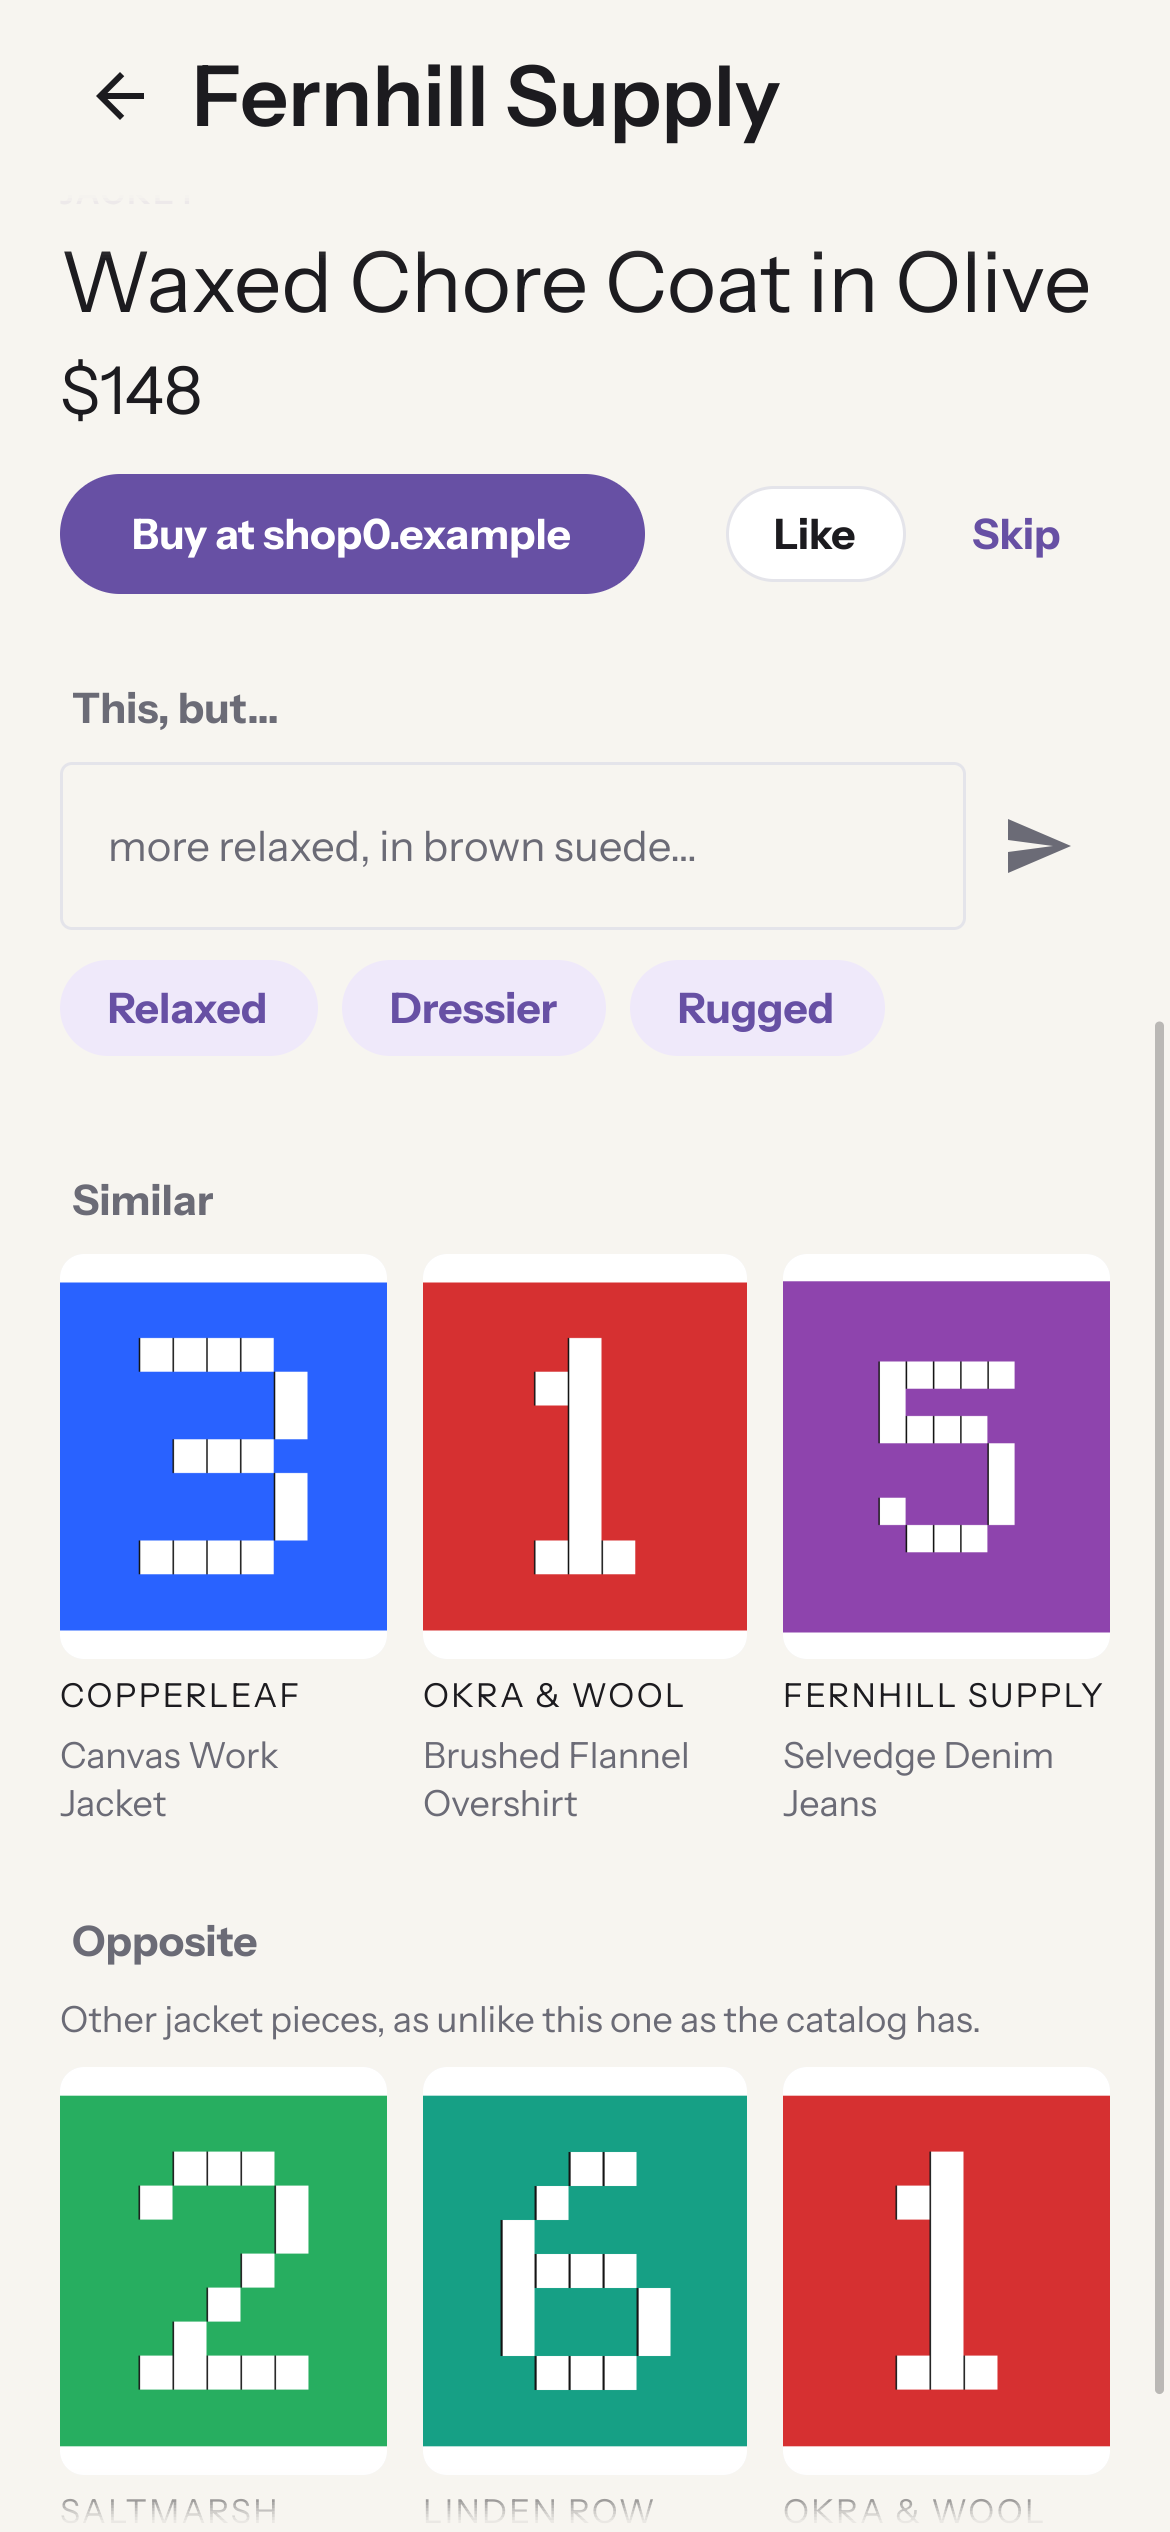 Fernhill Supply
JACKET
Waxed Chore Coat in Olive
$148
Buy at shop0.example
Like
Skip
This, but...
more relaxed, in brown suede...
Relaxed
Dressier
Rugged
Similar
3
1
5
COPPERLEAF
OKRA & WOOL
FERNHILL SUPPLY
Canvas Work
Jacket
Brushed Flannel
Overshirt
Selvedge Denim
Jeans
Opposite
Other jacket pieces, as unlike this one as the catalog has.
2
6
1
SALTMARSH
LINDEN ROW
OKRA & WOOL